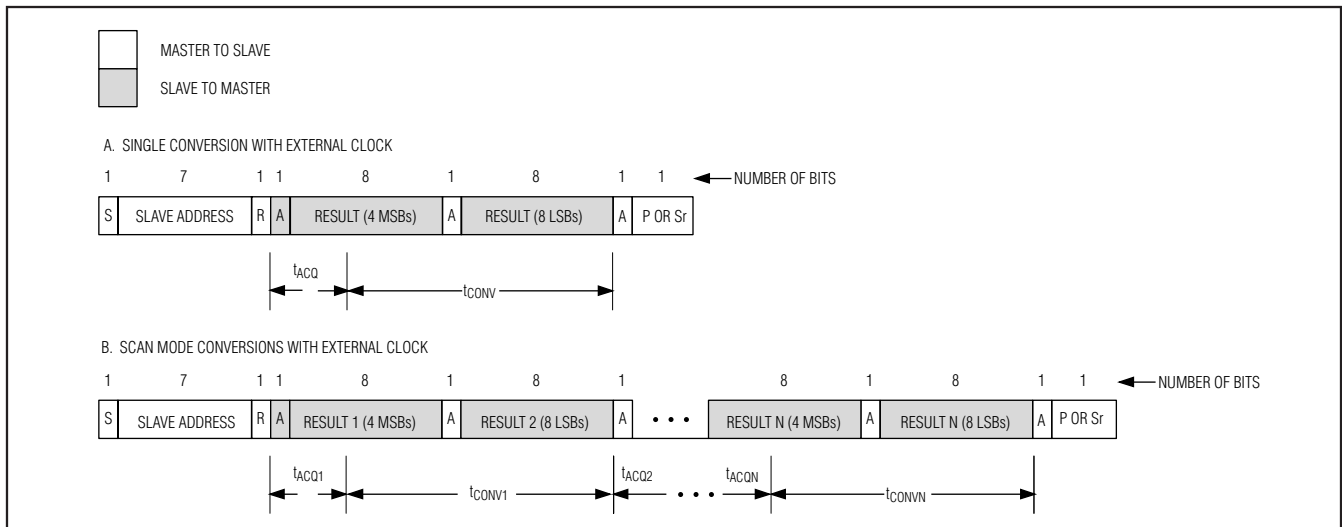 MASTER TO SLAVE
SLAVE TO MASTER
A. SINGLE CONVERSION WITH EXTERNAL CLOCK
1 7 1 1 8 1 8 1 1 NUMBER OF BITS
S SLAVE ADDRESS R A RESULT (4 MSBs) A RESULT (8 LSBs) A P OR Sr
tACQ
tCONV
B. SCAN MODE CONVERSIONS WITH EXTERNAL CLOCK
1 7 1 1 8 1 8 1 8 1 8 1 1 NUMBER OF BITS
S SLAVE ADDRESS R A RESULT 1 (4 MSBs) A RESULT 2 (8 LSBs) A • • • RESULT N (4 MSBs) A RESULT N (8 LSBs) A P OR Sr
tACQ1 tACQ2 tACQN
tCONV1 • • • tCONVN